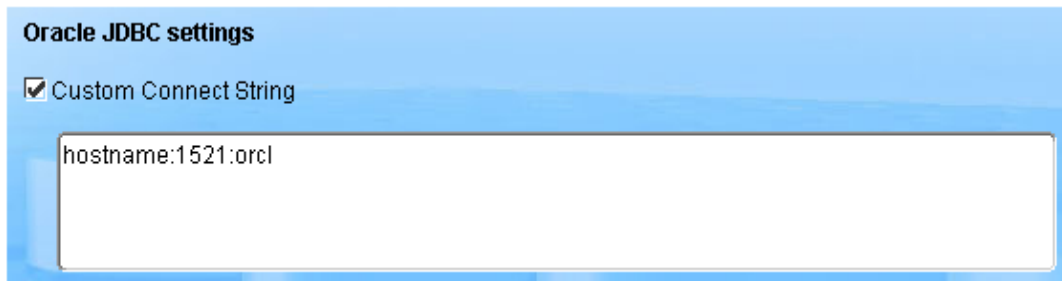 Oracle JDBC settings
Custom Connect String
hostname:1521:orcl